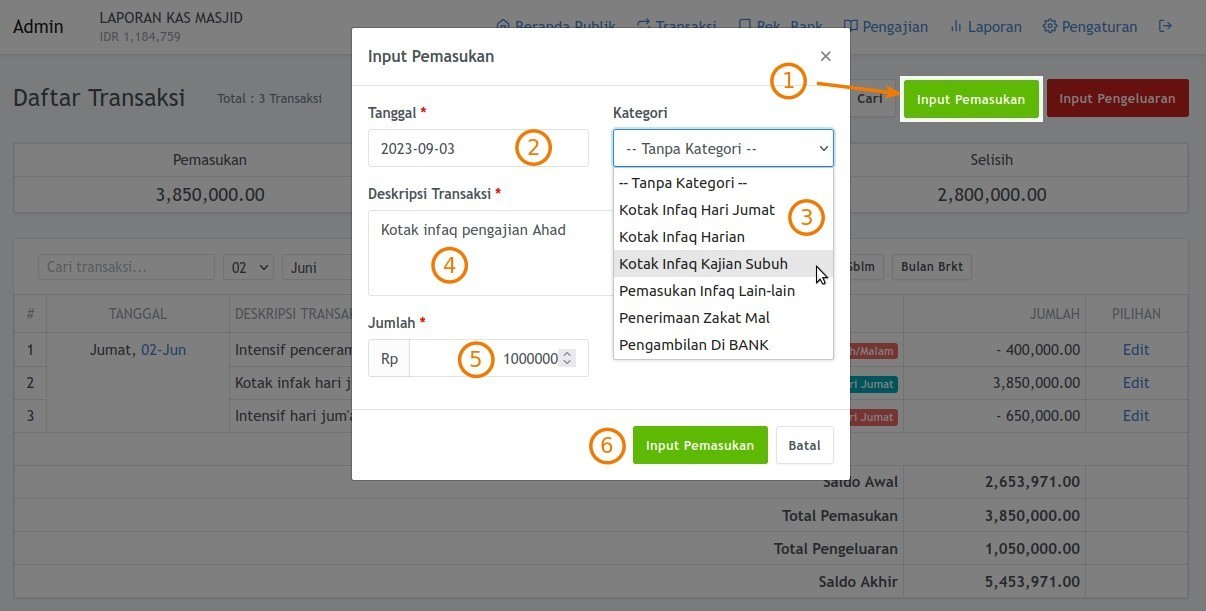 Admin
LAPORAN KAS MASJID
IDR 1,184,759
Beranda Publik Transaksi Rek. Bank Pengajian Laporan Pengaturan
Daftar Transaksi
Total : 3 Transaksi
1
Cari
Input Pemasukan
Input Pengeluaran
Pemasukan
Selisih
3,850,000.00
2,800,000.00
Input Pemasukan
×
Tanggal *
2023-09-03
2
Kategori
-- Tanpa Kategori --
-- Tanpa Kategori --
Kotak Infaq Hari Jumat
3
Kotak Infaq Harian
Kotak Infaq Kajian Subuh
Pemasukan Infaq Lain-lain
Penerimaan Zakat Mal
Pengambilan Di BANK
Deskripsi Transaksi *
Kotak infaq pengajian Ahad
4
Jumlah *
Rp
5
1000000
6
Input Pemasukan
Batal
Cari transaksi...
02
Juni
Sblm
Bulan Brkt
# TANGGAL DESKRIPSI TRANSA JUMLAH PILIHAN
1 Jumat, 02-Jun Intensif penceram h/Malam - 400,000.00 Edit
2 Kotak infak hari j ri Jumat 3,850,000.00 Edit
3 Intensif hari jum'a ri Jumat - 650,000.00 Edit
Saldo Awal 2,653,971.00
Total Pemasukan 3,850,000.00
Total Pengeluaran 1,050,000.00
Saldo Akhir 5,453,971.00